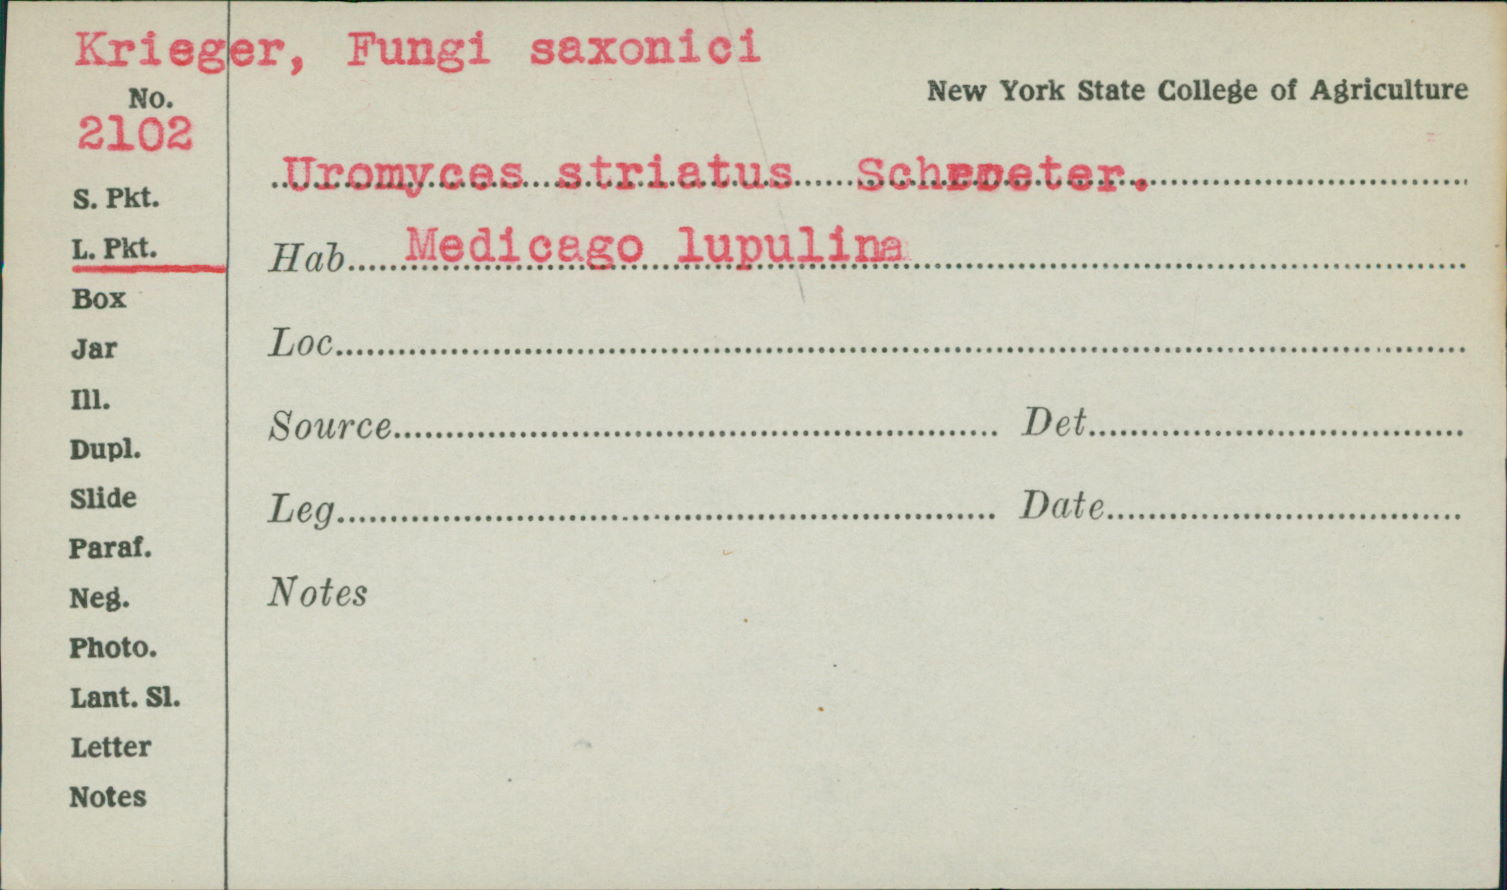 Krieger, Fungi saxonici
New York State College of Agriculture
No.
2102
Uromyces striatus Schroeter.
S. Pkt.
L. Pkt.
Hab. Medicago lupulina
Box
Jar
Loc.
Ill.
Source Det.
Dupl.
Slide
Leg. Date
Paraf.
Neg.
Notes
Photo.
Lant. Sl.
Letter
Notes